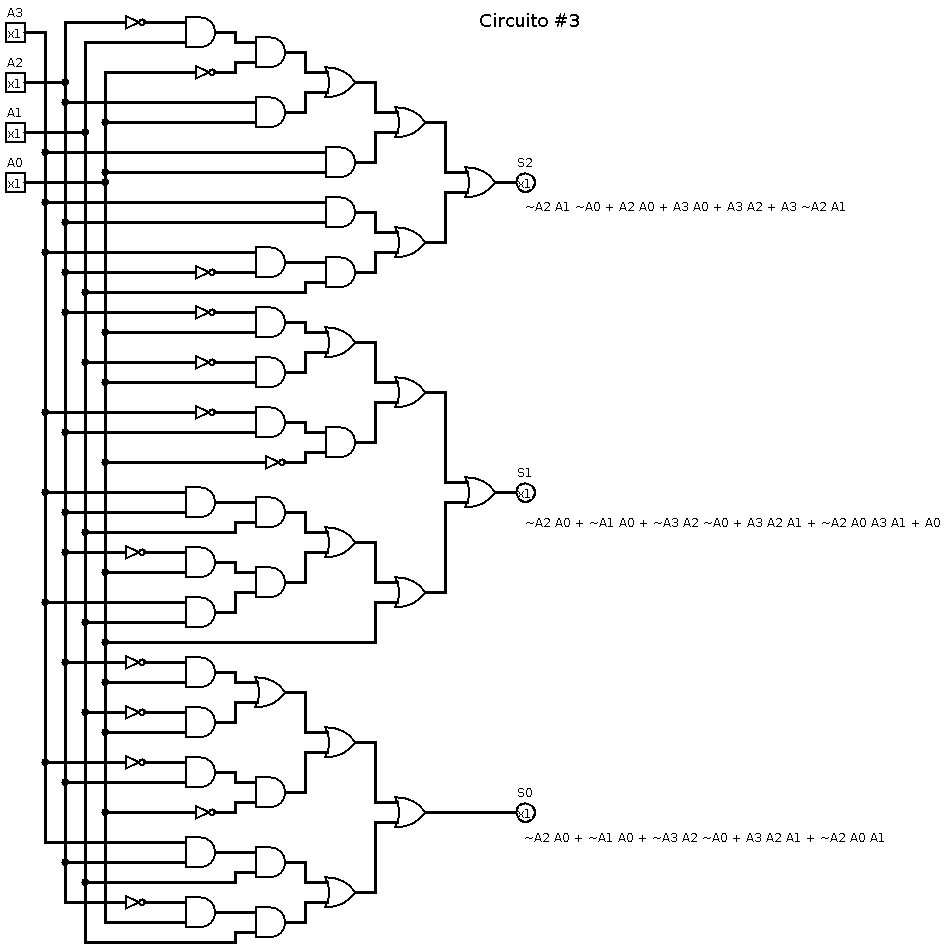 Circuito #3
A3
x1
A2
x1
A1
x1
A0
x1
S2
x1
~A2 A1 ~A0 + A2 A0 + A3 A0 + A3 A2 + A3 ~A2 A1
S1
x1
~A2 A0 + ~A1 A0 + ~A3 A2 ~A0 + A3 A2 A1 + ~A2 A0 A3 A1 + A0
S0
x1
~A2 A0 + ~A1 A0 + ~A3 A2 ~A0 + A3 A2 A1 + ~A2 A0 A1